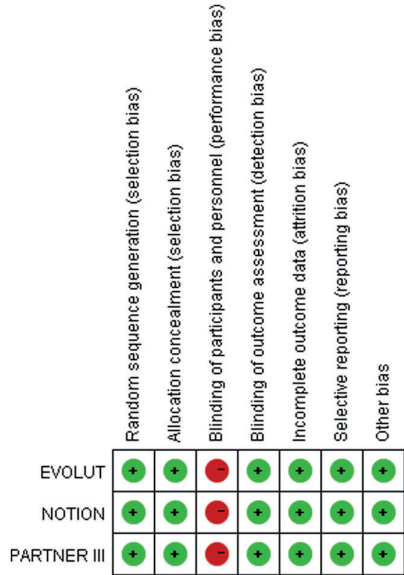 Random sequence generation (selection bias)
Allocation concealment (selection bias)
Blinding of participants and personnel (performance bias)
Blinding of outcome assessment (detection bias)
Incomplete outcome data (attrition bias)
Selective reporting (reporting bias)
Other bias
EVOLUT + + - + + + +
NOTION + + - + + + +
PARTNER III + + - + + + +